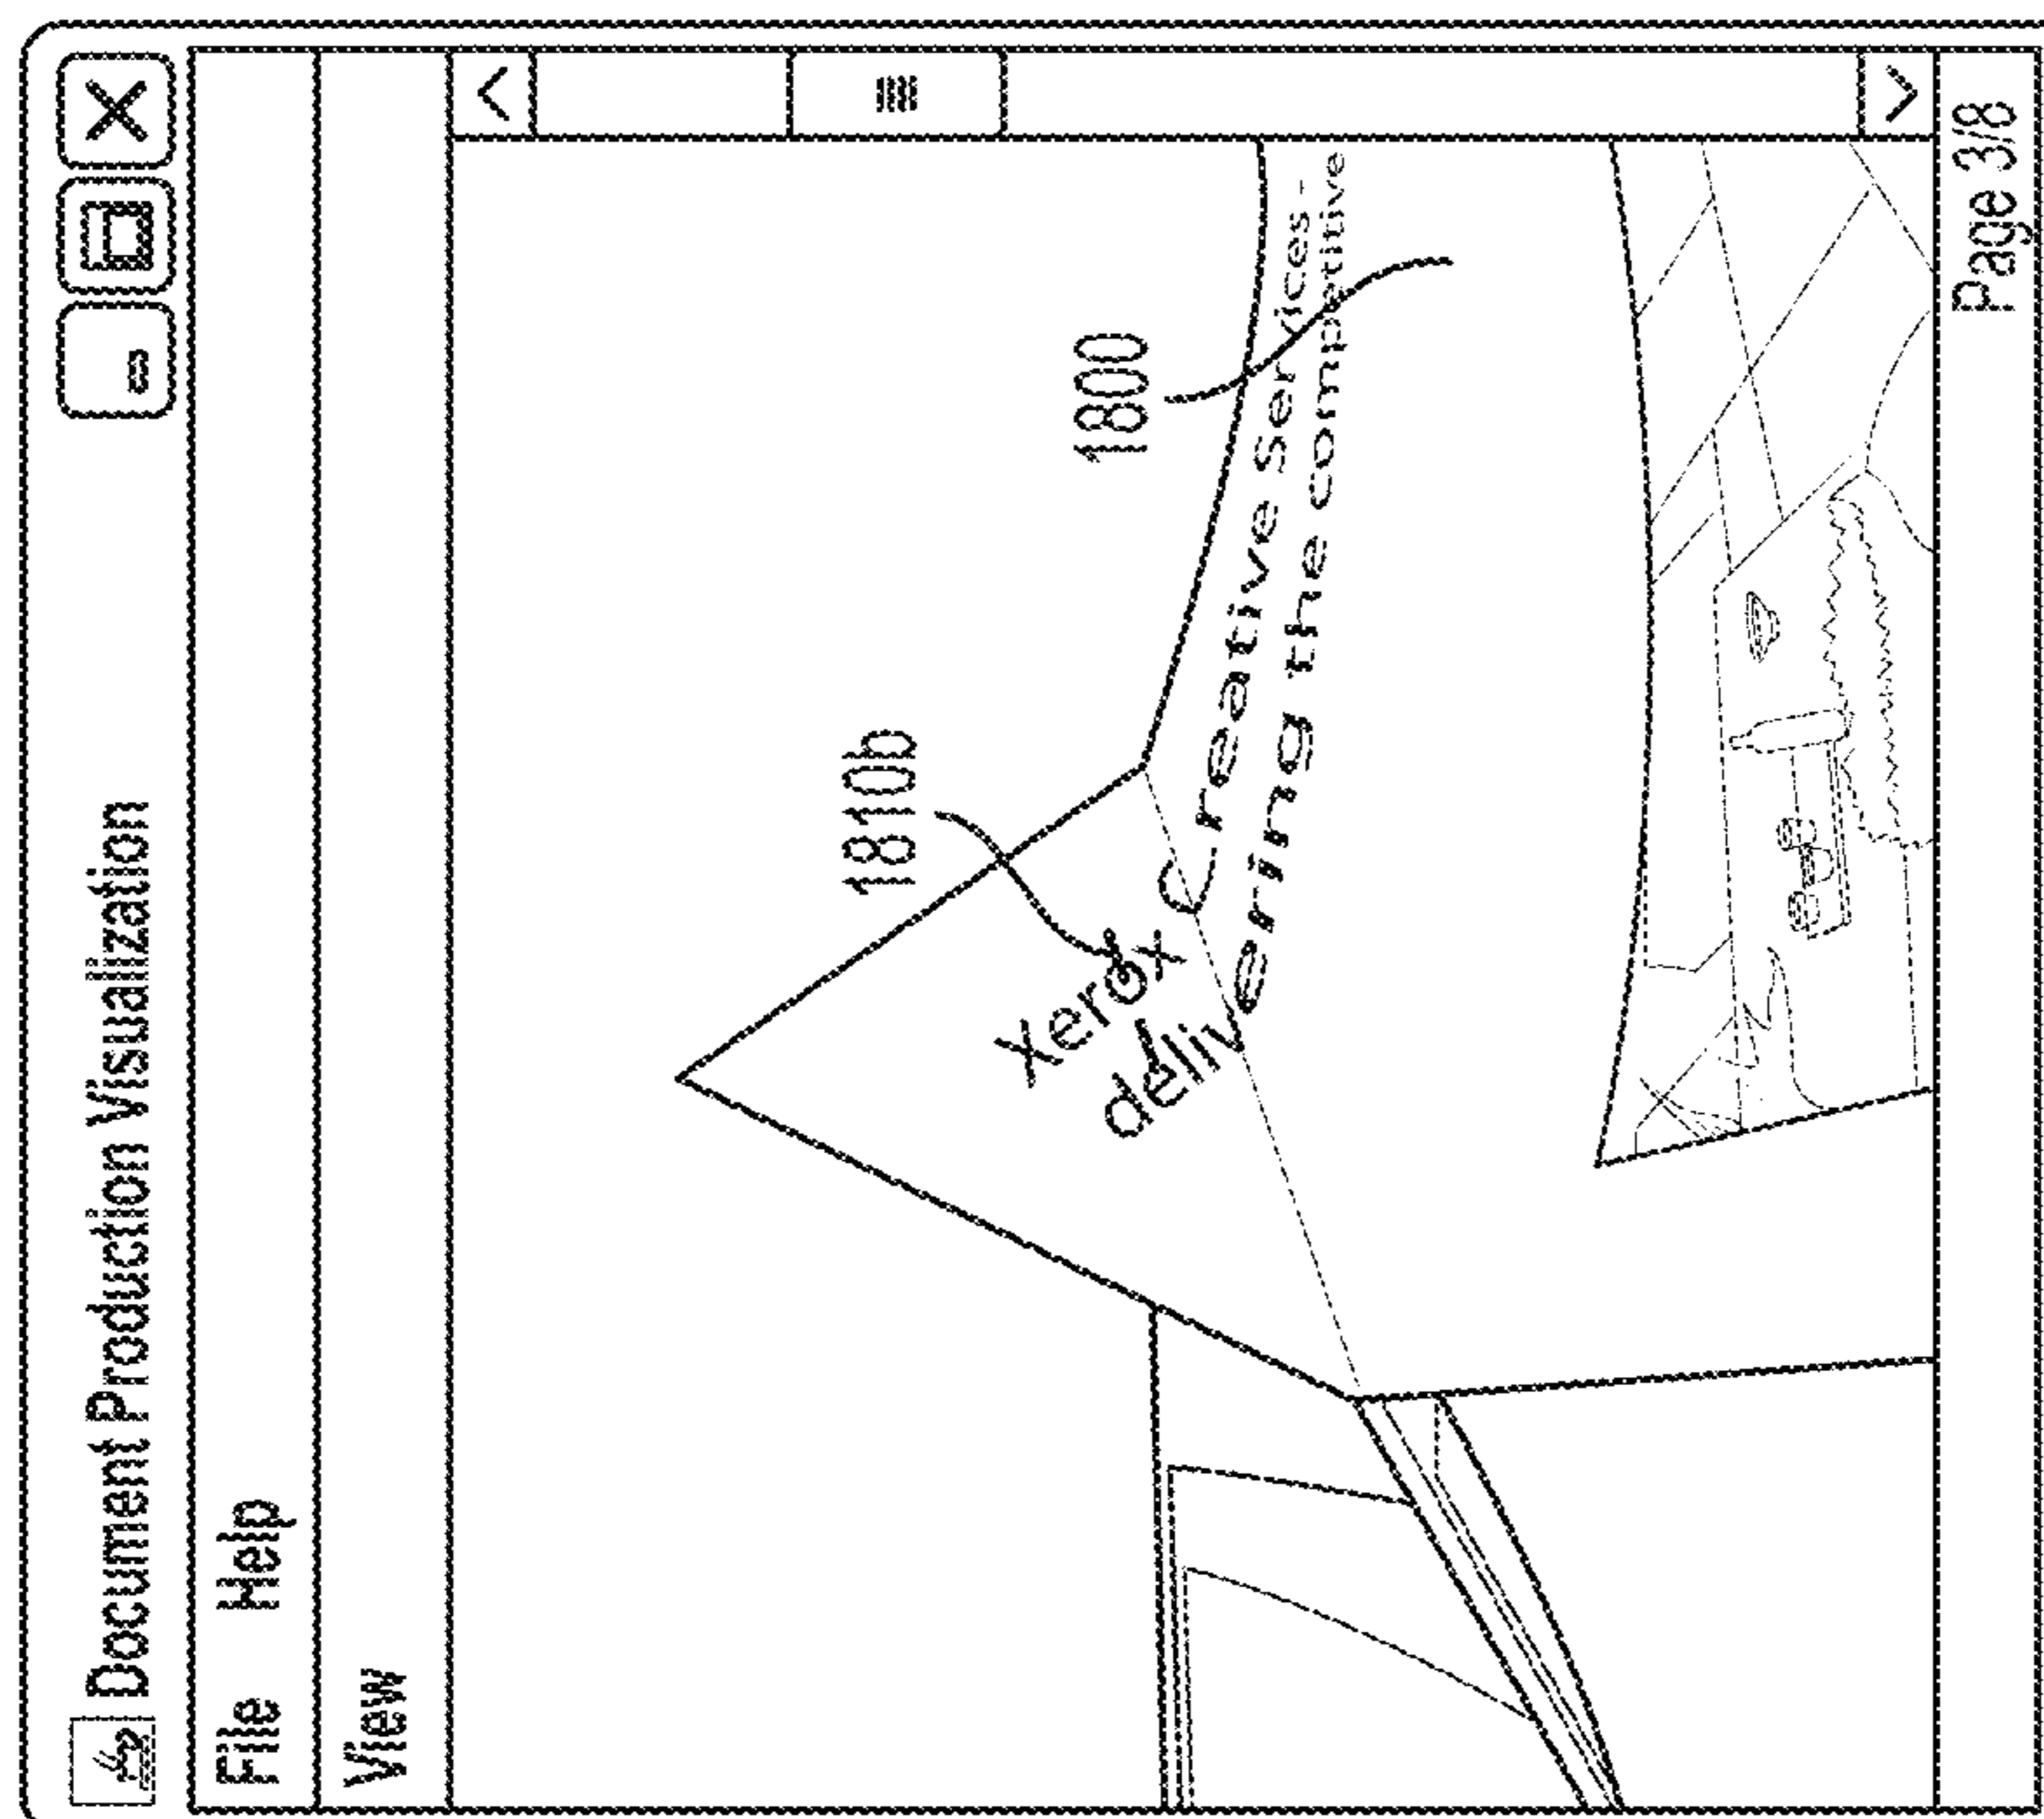 Document Production Visualization
File Help
View
1810b
1800
Xerox Creative Services -
delivering the competitive
Page 3/8